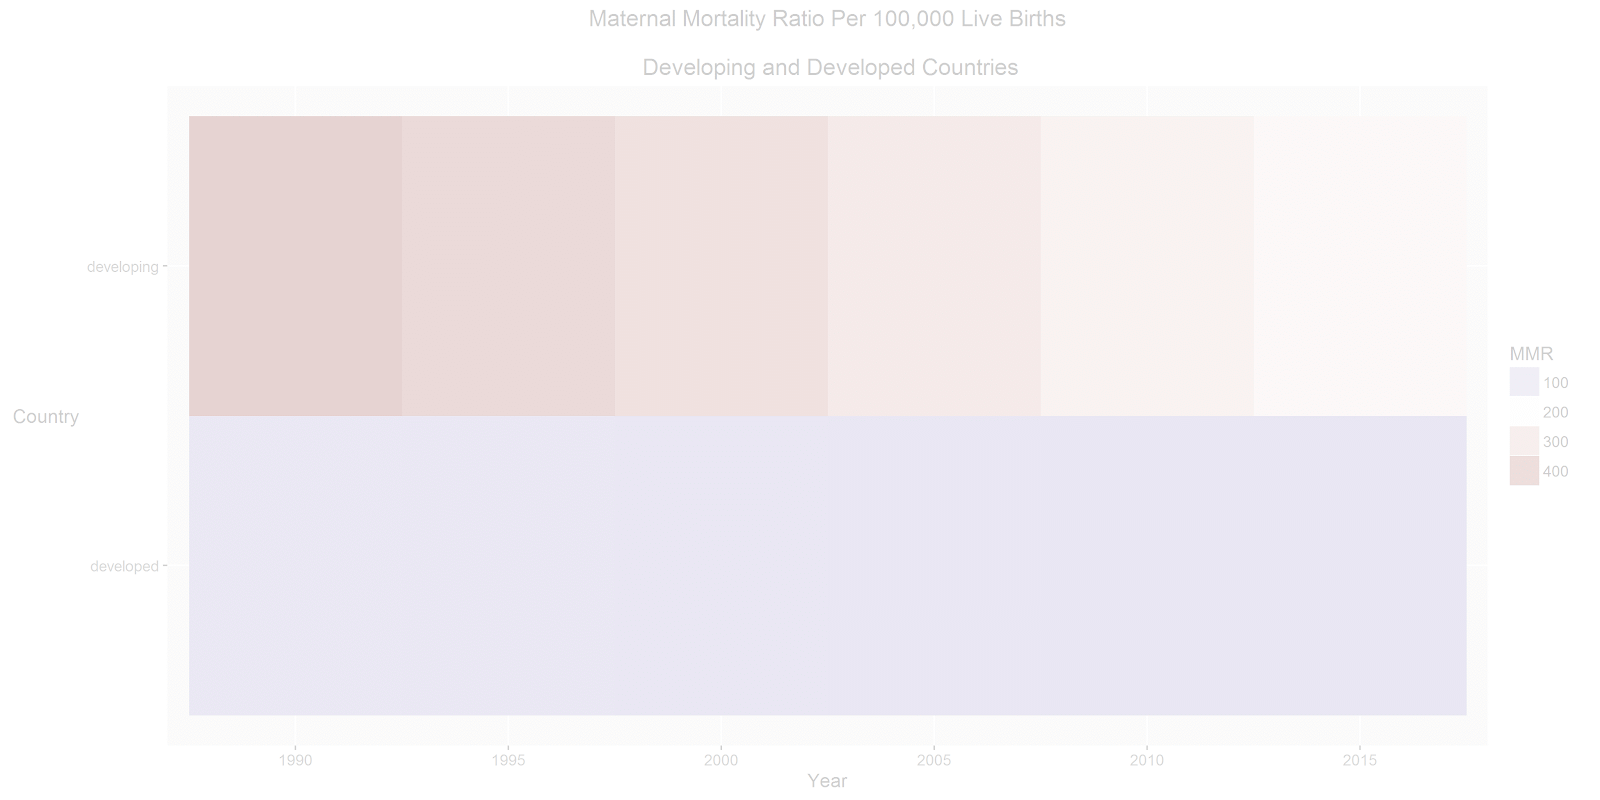 Maternal Mortality Ratio Per 100,000 Live Births
Developing and Developed Countries
developing
developed
Country
1990
1995
2000
2005
2010
2015
Year
MMR
100
200
300
400